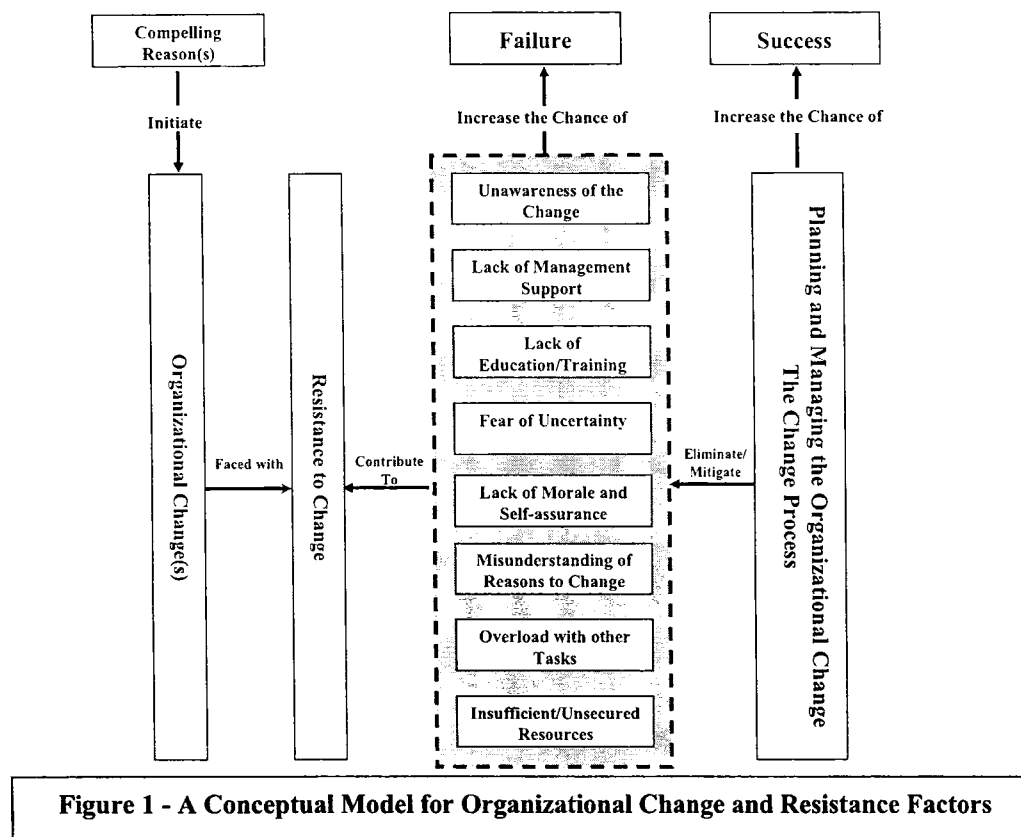 Compelling
Reason(s)
Failure
Success
Initiate
Increase the Chance of
Increase the Chance of
Organizational Change(s)
Faced with
Resistance to Change
Contribute
To
Unawareness of the
Change
Lack of Management
Support
Lack of
Education/Training
Fear of Uncertainty
Lack of Morale and
Self-assurance
Misunderstanding of
Reasons to Change
Overload with other
Tasks
Insufficient/Unsecured
Resources
Eliminate/
Mitigate
Planning and Managing the Organizational Change
The Change Process
Figure 1 - A Conceptual Model for Organizational Change and Resistance Factors